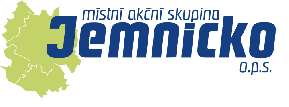 místní akční skupina
Jemnicko
o.p.s.